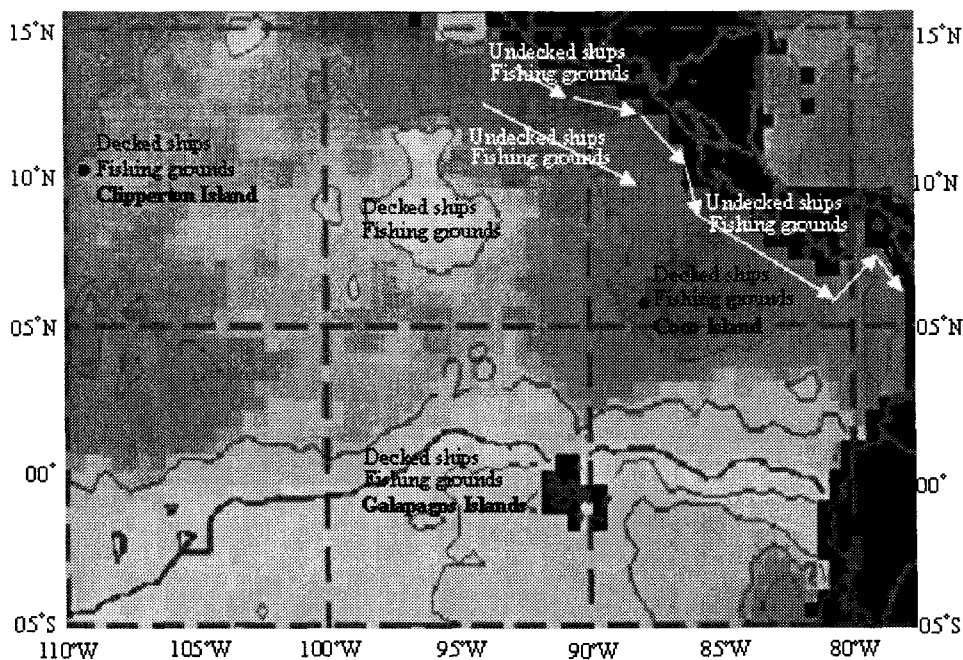 15°N
15°N
Undecked ships
Fishing grounds
Decked ships
Fishing grounds
Clipperton Island
Undecked ships
Fishing grounds
10°N
10°N
Decked ships
Fishing grounds
Undecked ships
Fishing grounds
Decked ships
Fishing grounds
Coco Island
05°N
05°N
28
Decked ships
Fishing grounds
Galapagos Islands
00°
00°
05°S
05°S
110°W
105°W
100°W
95°W
90°W
85°W
80°W